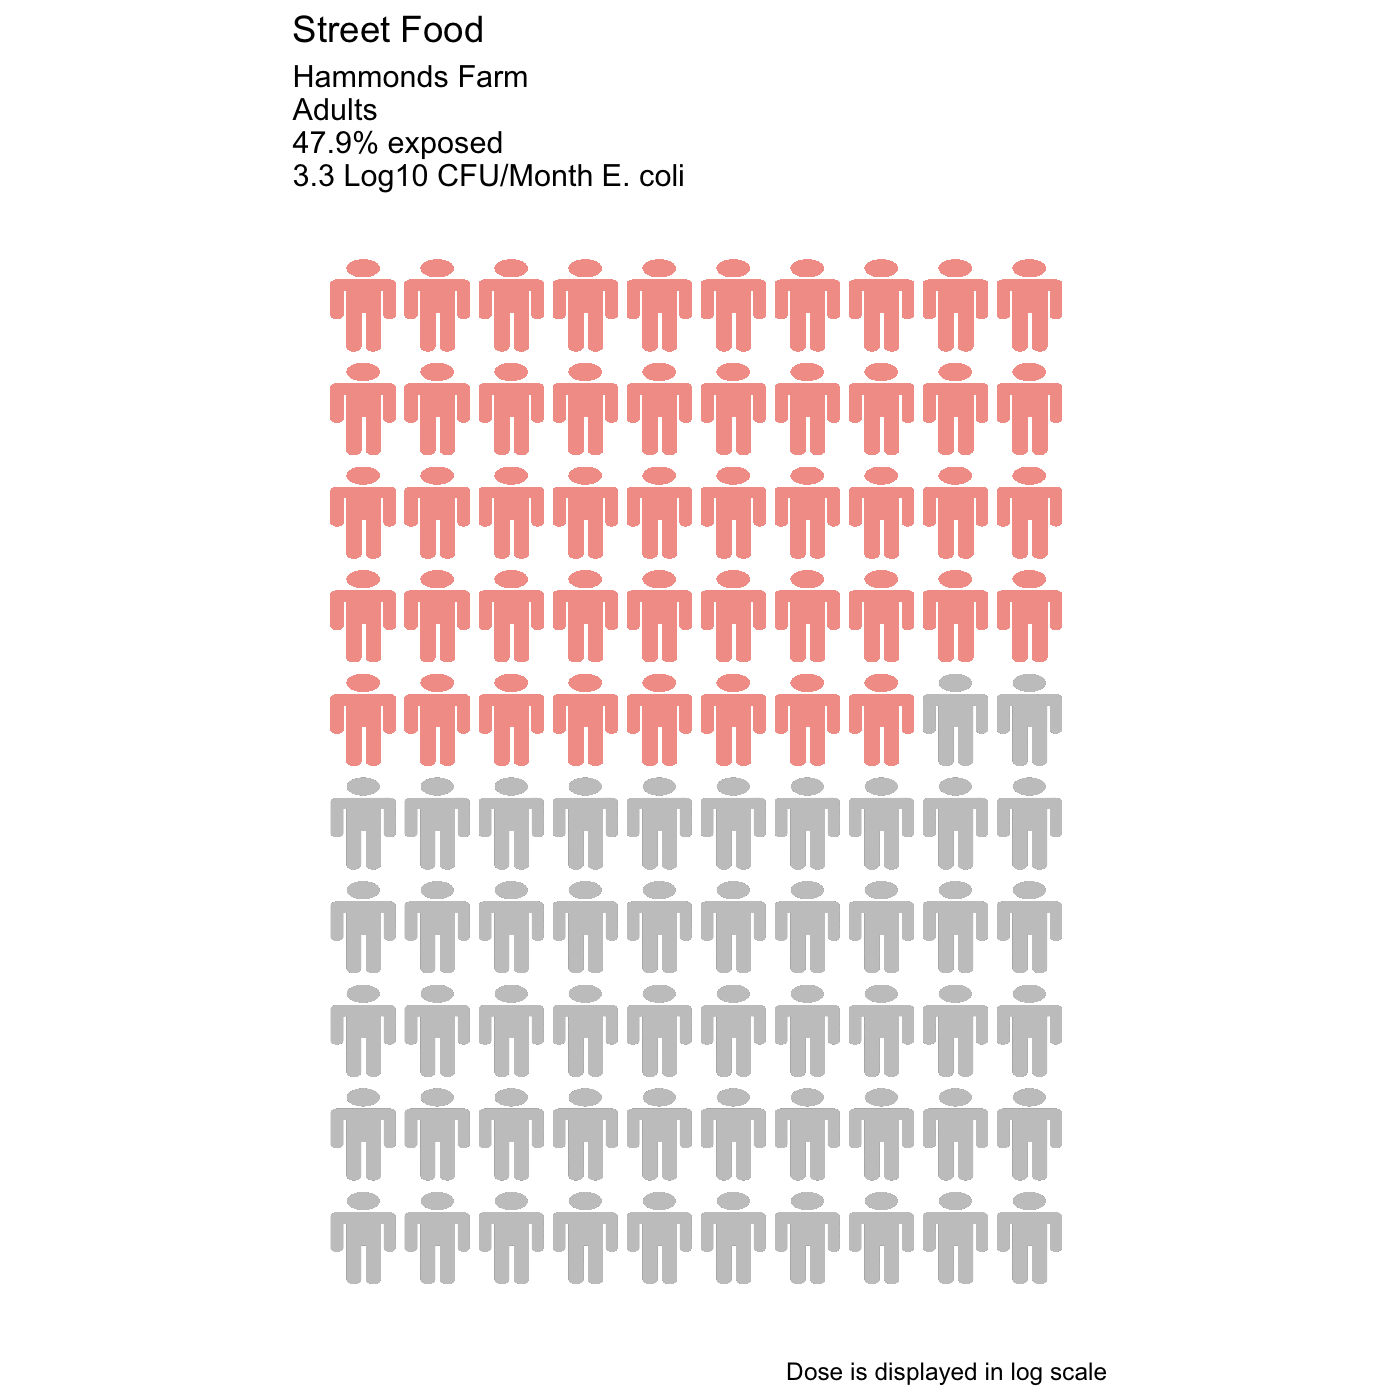 Street Food
Hammonds Farm
Adults
47.9% exposed
3.3 Log10 CFU/Month E. coli
Dose is displayed in log scale